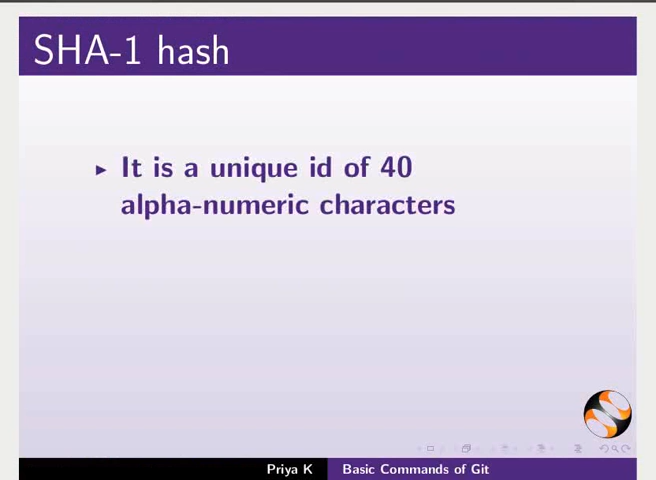 SHA-1 hash
It is a unique id of 40
alpha-numeric characters
Priya K Basic Commands of Git